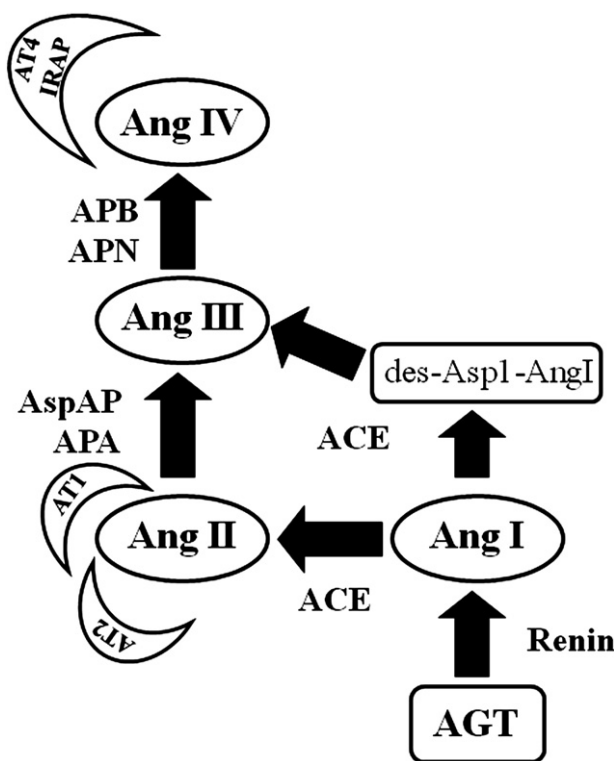 AT4
IRAP
Ang IV
APB
APN
Ang III
des-Asp1-AngI
AspAP
APA
ACE
AT1
Ang II
Ang I
ACE
AT2
Renin
AGT